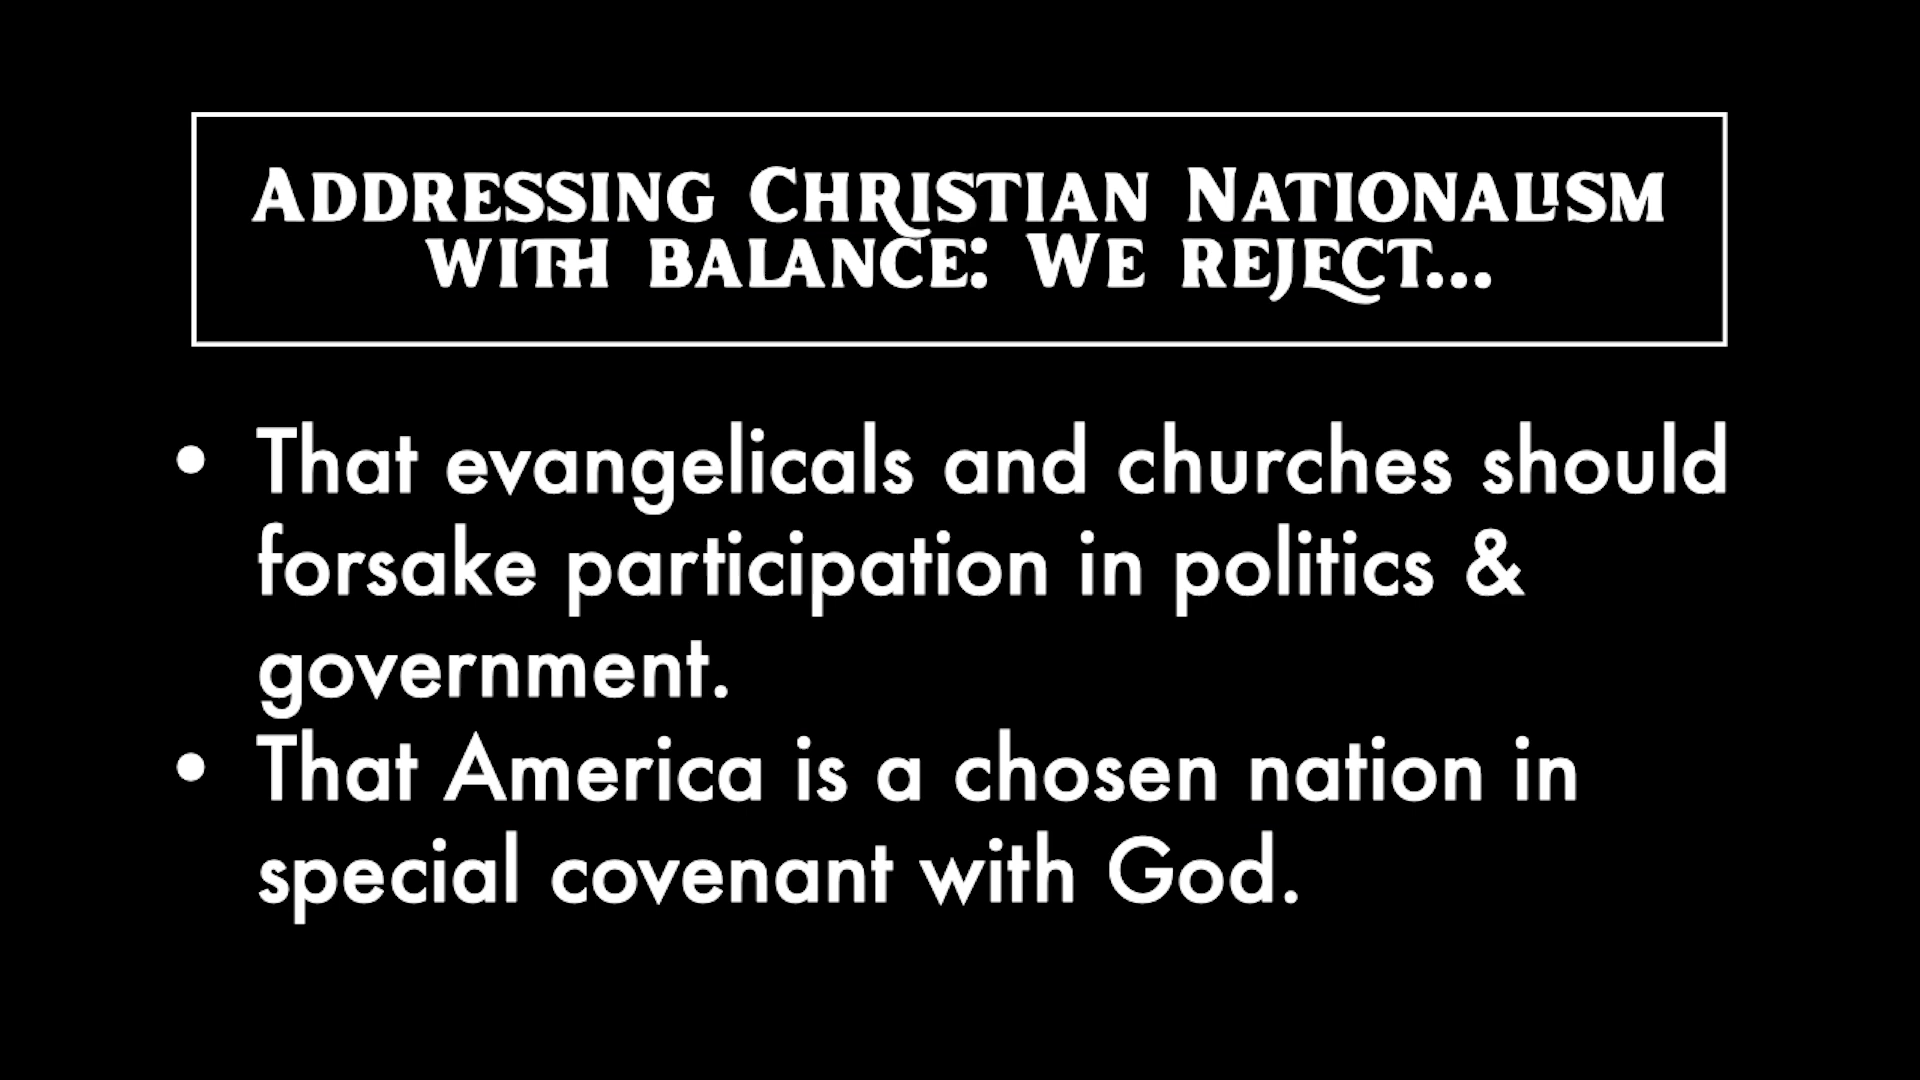 Addressing Christian Nationalism
with balance: We reject...
• That evangelicals and churches should
forsake participation in politics &
government.
• That America is a chosen nation in
special covenant with God.